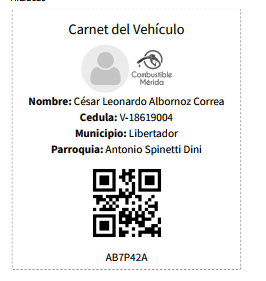 Carnet del Vehículo
Combustible
Mérida
Nombre: César Leonardo Albornoz Correa
Cedula: V-18619004
Municipio: Libertador
Parroquia: Antonio Spinetti Dini
AB7P42A